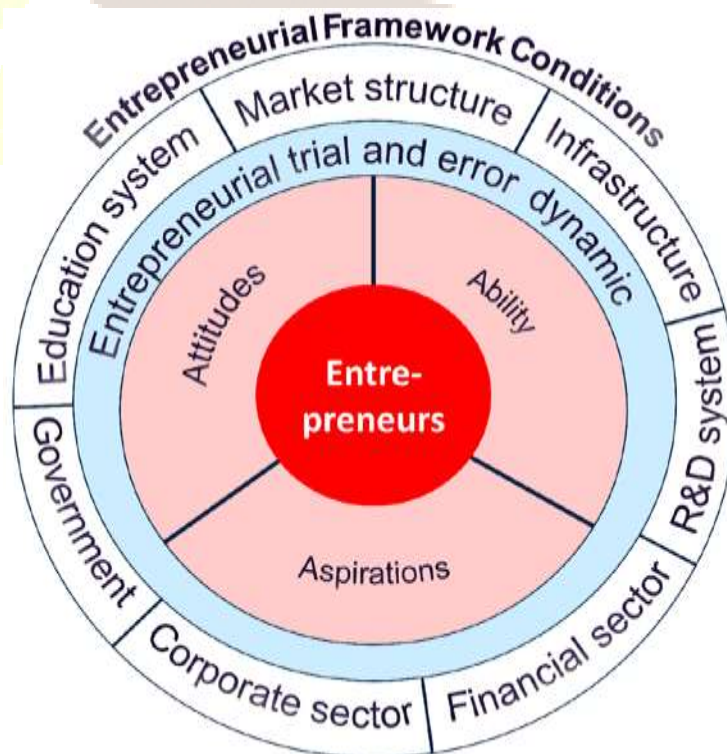 Entrepreneurial Framework Conditions
Market structure
Infrastructure
R&D system
Financial sector
Corporate sector
Government
Education system
Entrepreneurial trial and error dynamic
Attitudes
Ability
Aspirations
Entre-
preneurs